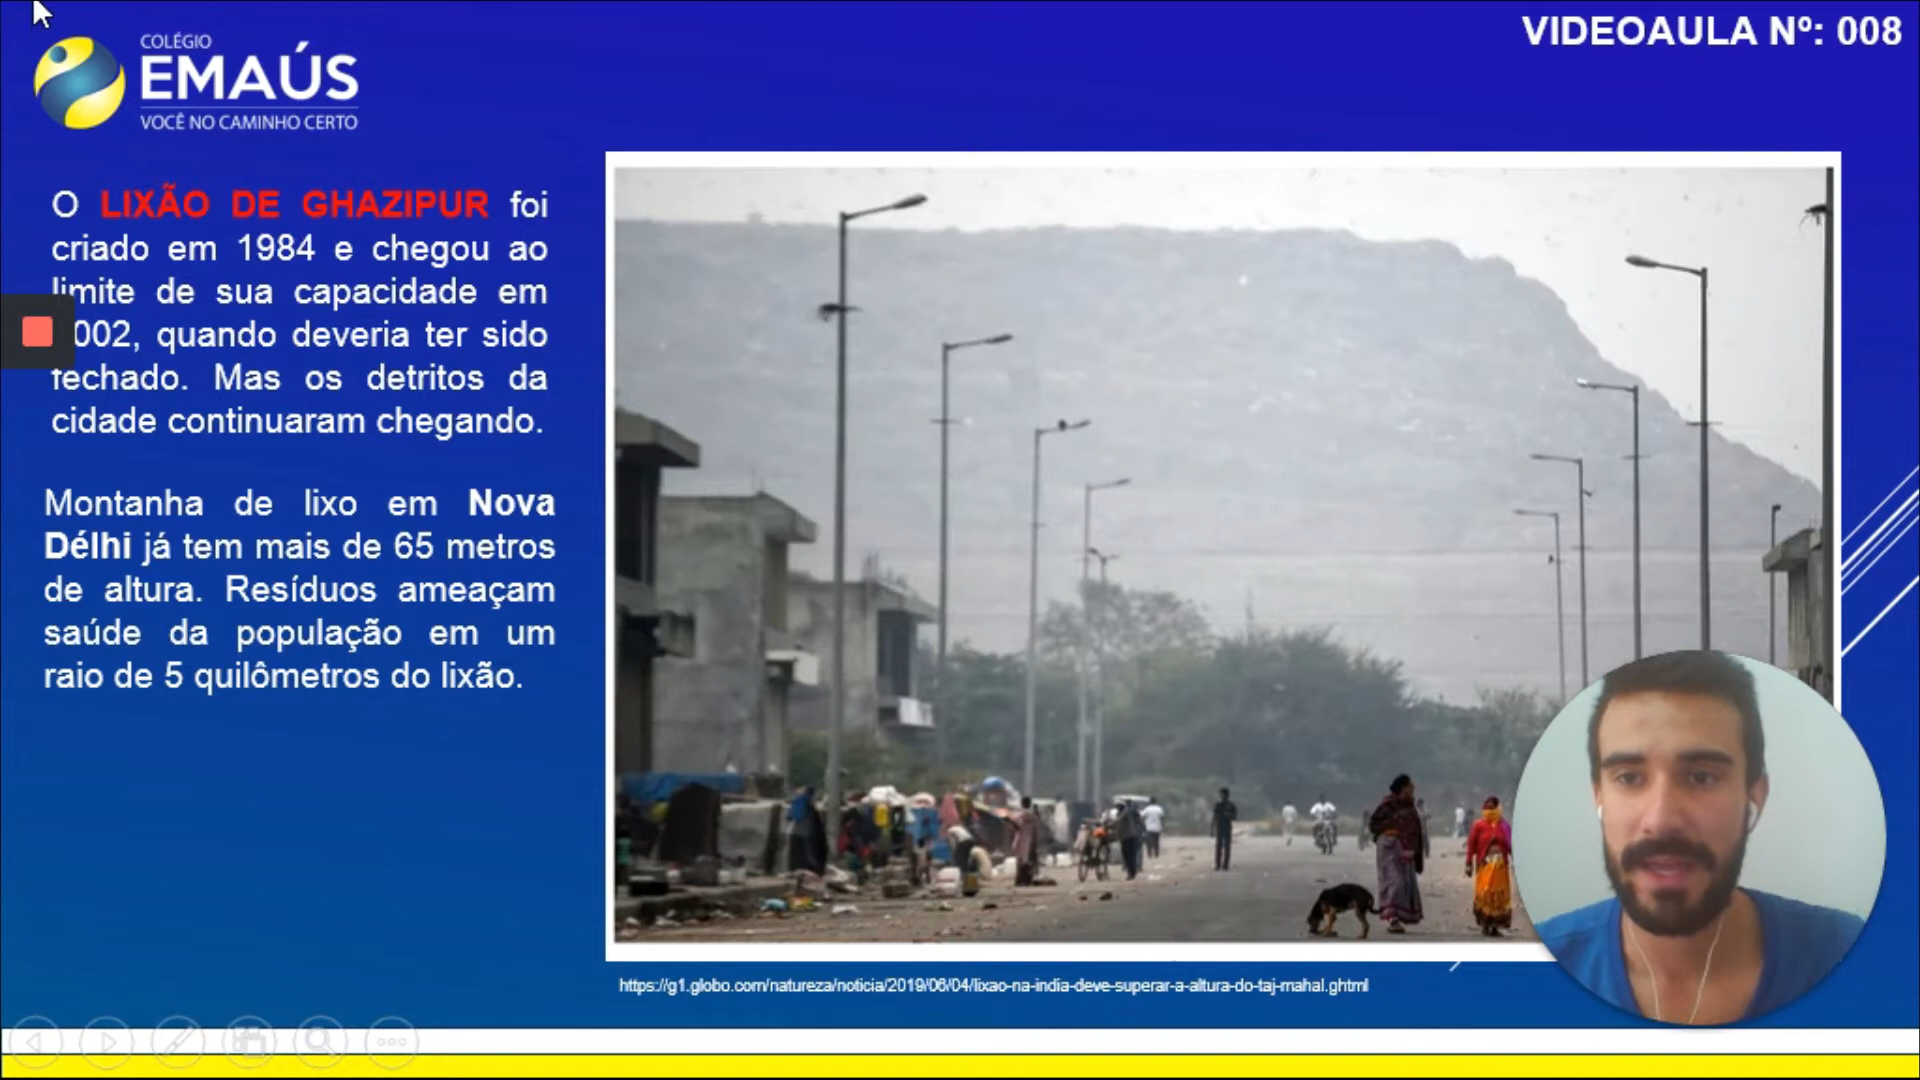 VIDEOAULA Nº: 008
COLÉGIO
EMAÚS
VOCÊ NO CAMINHO CERTO
O LIXÃO DE GHAZIPUR foi
criado em 1984 e chegou ao
limite de sua capacidade em
002, quando deveria ter sido
fechado. Mas os detritos da
cidade continuaram chegando.
Montanha de lixo em Nova
Délhi já tem mais de 65 metros
de altura. Resíduos ameaçam
saúde da população em um
raio de 5 quilômetros do lixão.
https://g1.globo.com/natureza/noticia/2019/06/04/lixao-na-india-deve-superar-a-altura-do-taj-mahal.ghtml